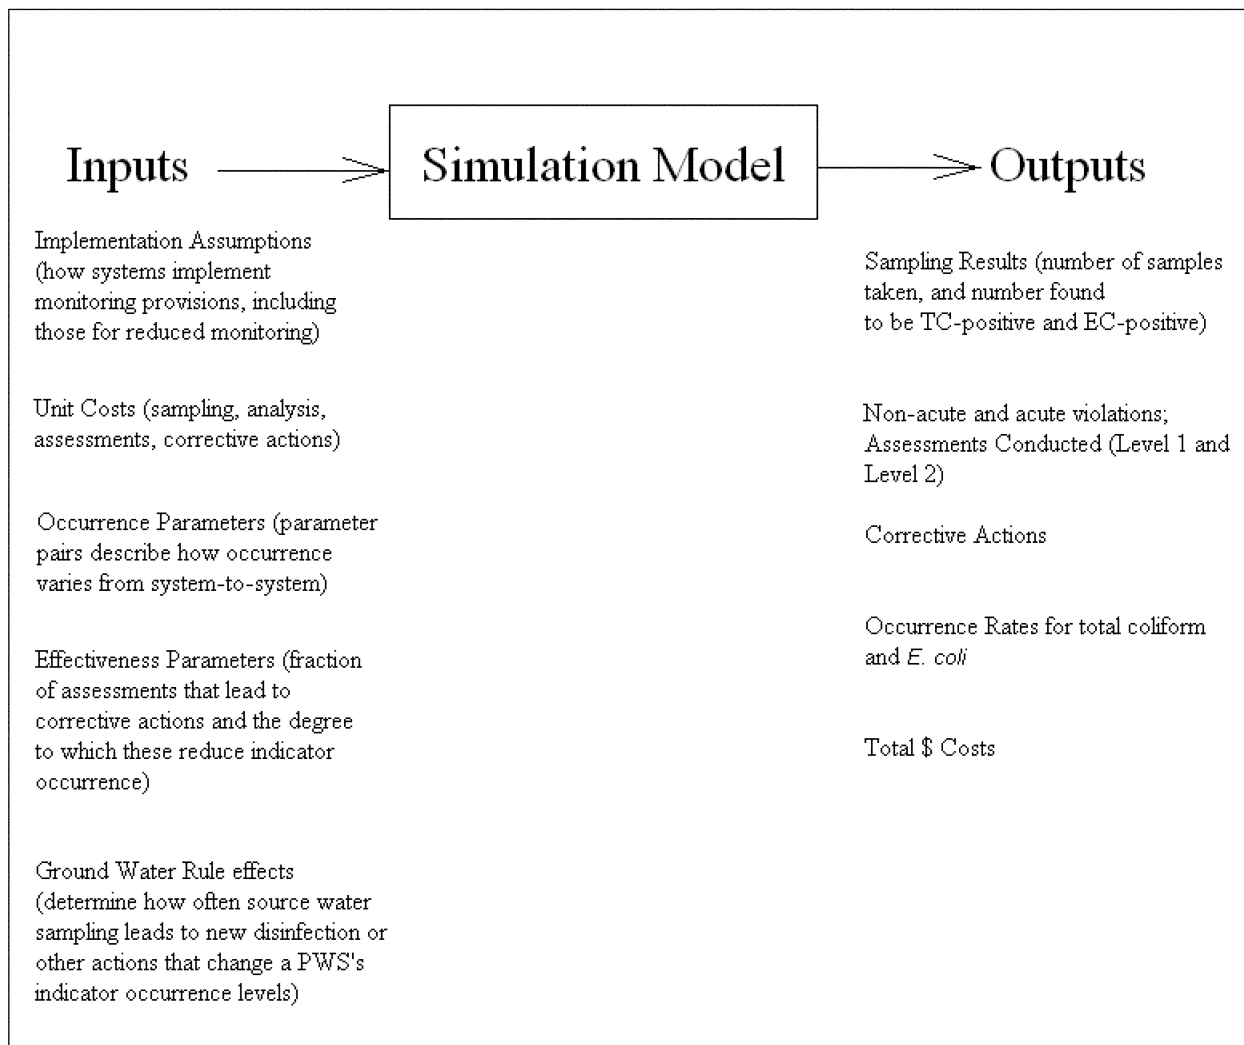 Inputs
Simulation Model
Outputs
Implementation Assumptions
(how systems implement
monitoring provisions, including
those for reduced monitoring)
Unit Costs (sampling, analysis,
assessments, corrective actions)
Occurrence Parameters (parameter
pairs describe how occurrence
varies from system-to-system)
Effectiveness Parameters (fraction
of assessments that lead to
corrective actions and the degree
to which these reduce indicator
occurrence)
Ground Water Rule effects
(determine how often source water
sampling leads to new disinfection or
other actions that change a PWS's
indicator occurrence levels)
Sampling Results (number of samples
taken, and number found
to be TC-positive and EC-positive)
Non-acute and acute violations;
Assessments Conducted (Level 1 and
Level 2)
Corrective Actions
Occurrence Rates for total coliform
and E. coli
Total $ Costs